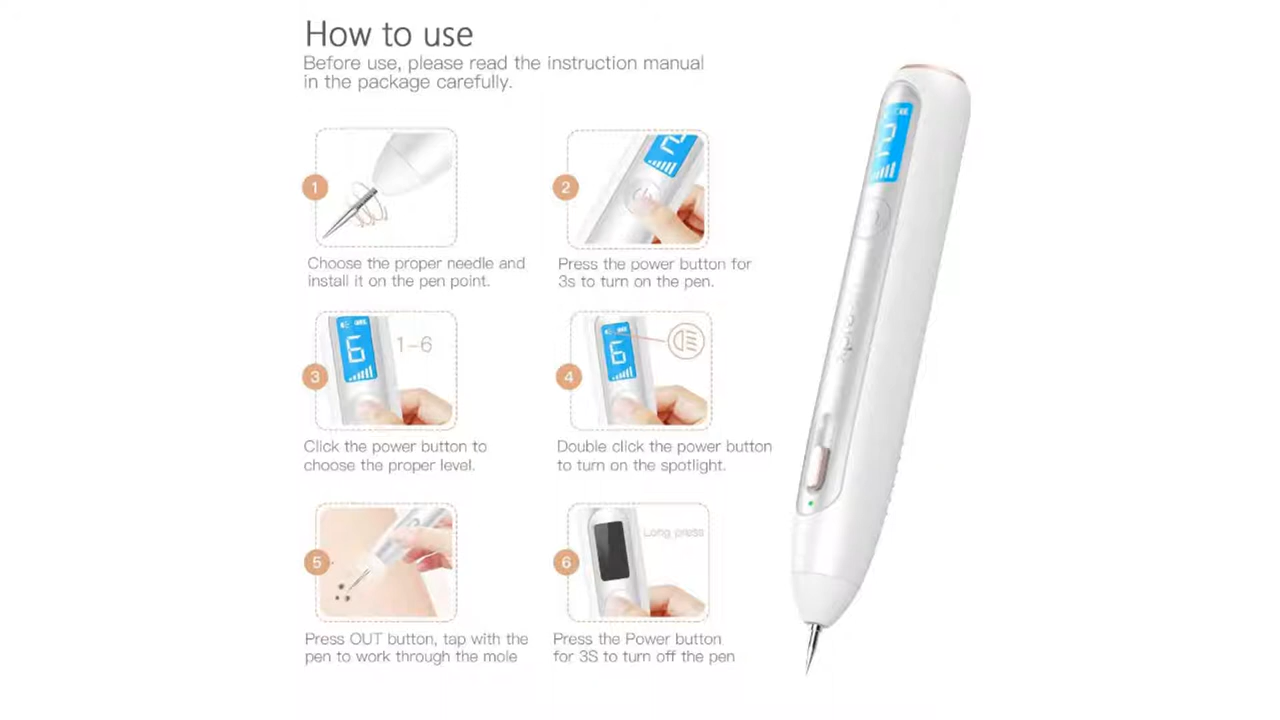 How to use
Before use, please read the instruction manual
in the package carefully.
1
2
Choose the proper needle and
install it on the pen point.
Press the power button for
3s to turn on the pen.
3
6
1-6
4
6
Click the power button to
choose the proper level.
Double click the power button
to turn on the spotlight.
5
6
Long press
Press OUT button, tap with the
pen to work through the mole
Press the Power button
for 3S to turn off the pen
2